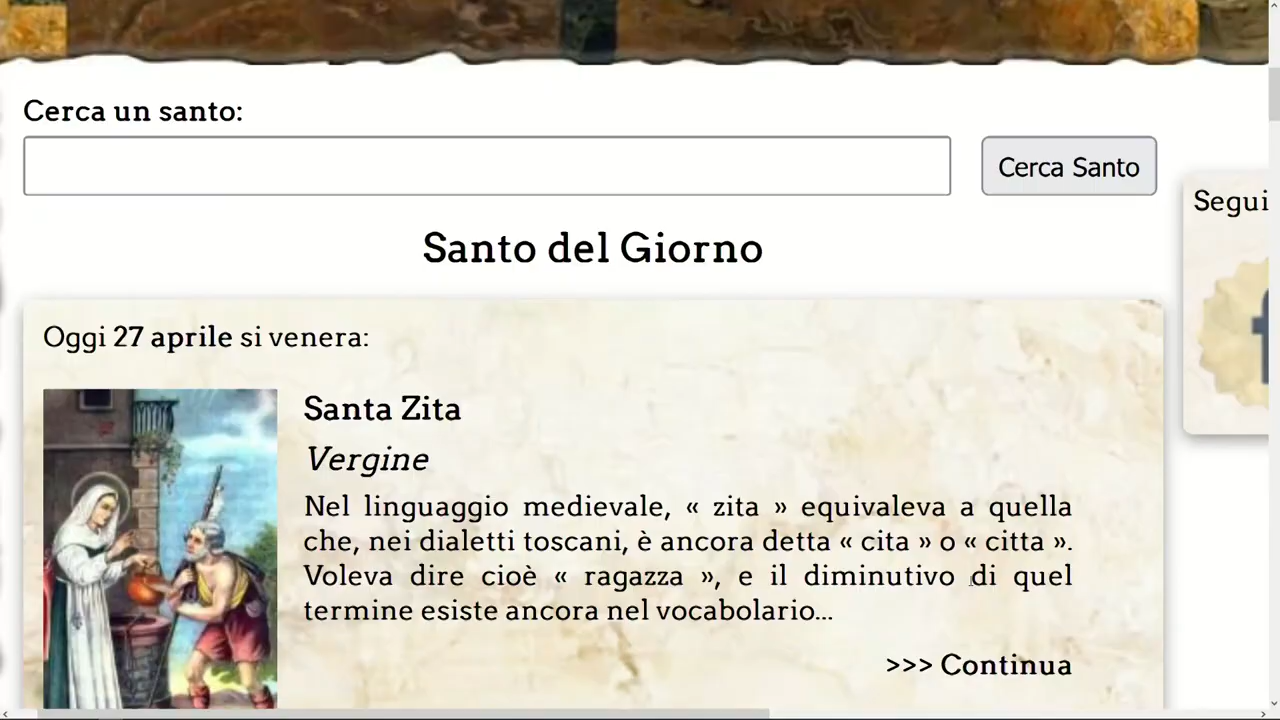 Cerca un santo:
Cerca Santo
Segui
Santo del Giorno
Oggi 27 aprile si venera:
Santa Zita
Vergine
Nel linguaggio medievale, « zita » equivaleva a quella
che, nei dialetti toscani, è ancora detta « cita » o « citta ».
Voleva dire cioè « ragazza », e il diminutivo di quel
termine esiste ancora nel vocabolario...
>>> Continua